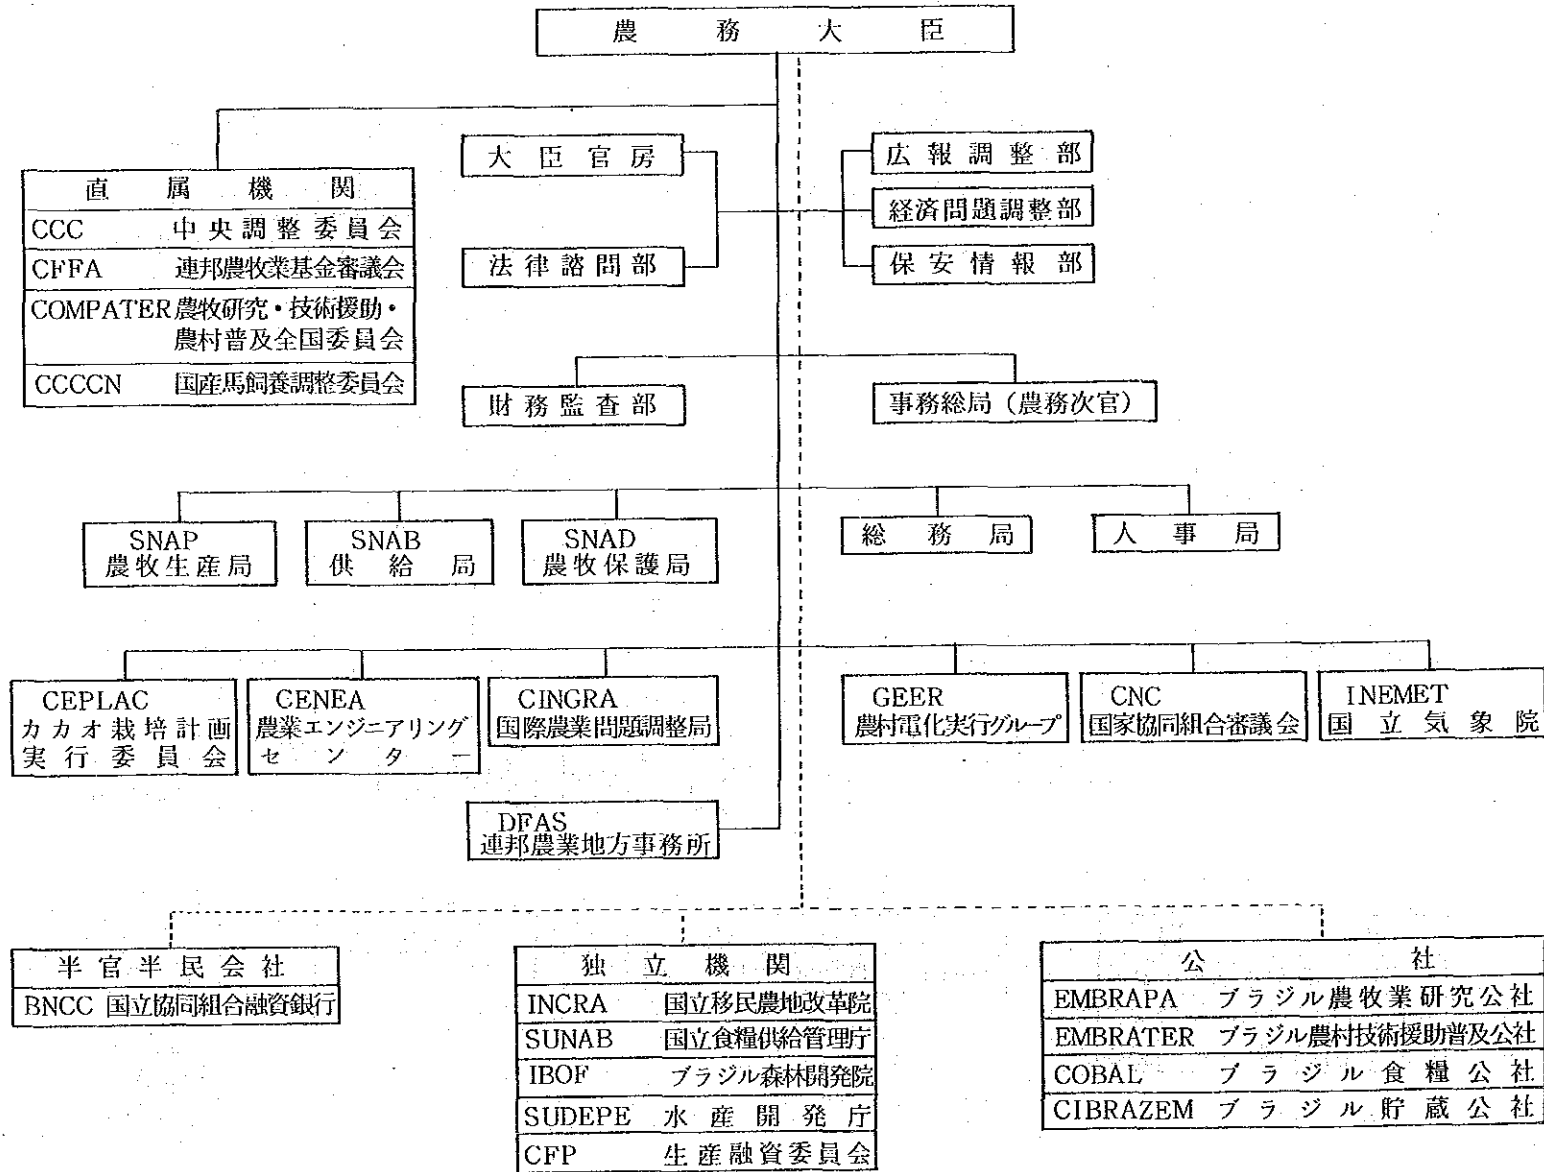 農務大臣
大臣官房
広報調整部
直属機関
経済問題調整部
CCC 中央調整委員会
法律諮問部
保安情報部
CFFA 連邦農牧業基金審議会
COMPATER 農牧研究・技術援助・
農村普及全国委員会
CCCCN 国産馬飼養調整委員会
財務監査部
事務総局（農務次官）
SNAP
農牧生産局
SNAB
供給局
SNAD
農牧保護局
総務局
人事局
CEPLAC
カカオ栽培計画
実行委員会
CENEA
農業エンジニアリング
センター
CINGRA
国際農業問題調整局
GEER
農村電化実行グループ
CNC
国家協同組合審議会
INEMET
国立気象院
DFAS
連邦農業地方事務所
半官半民会社
BNCC 国立協同組合融資銀行
独立機関
INCRA 国立移民農地改革院
SUNAB 国立食糧供給管理庁
IBOF ブラジル森林開発院
SUDEPE 水産開発庁
CFP 生産融資委員会
公社
EMBRAPA ブラジル農牧業研究公社
EMBRATER ブラジル農村技術援助普及公社
COBAL ブラジル食糧公社
CIBRAZEM ブラジル貯蔵公社